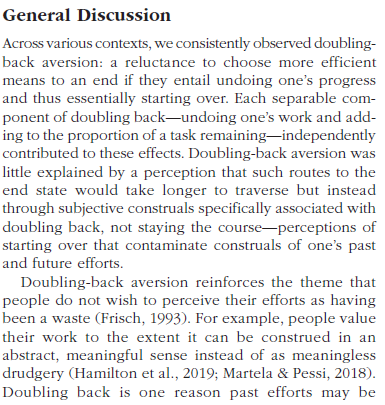 General Discussion
Across various contexts, we consistently observed doubling-
back aversion: a reluctance to choose more efficient
means to an end if they entail undoing one's progress
and thus essentially starting over. Each separable com-
ponent of doubling back—undoing one's work and add-
ing to the proportion of a task remaining—independently
contributed to these effects. Doubling-back aversion was
little explained by a perception that such routes to the
end state would take longer to traverse but instead
through subjective construals specifically associated with
doubling back, not staying the course—perceptions of
starting over that contaminate construals of one's past
and future efforts.
Doubling-back aversion reinforces the theme that
people do not wish to perceive their efforts as having
been a waste (Frisch, 1993). For example, people value
their work to the extent it can be construed in an
abstract, meaningful sense instead of as meaningless
drudgery (Hamilton et al., 2019; Martela & Pessi, 2018).
Doubling back is one reason past efforts may be